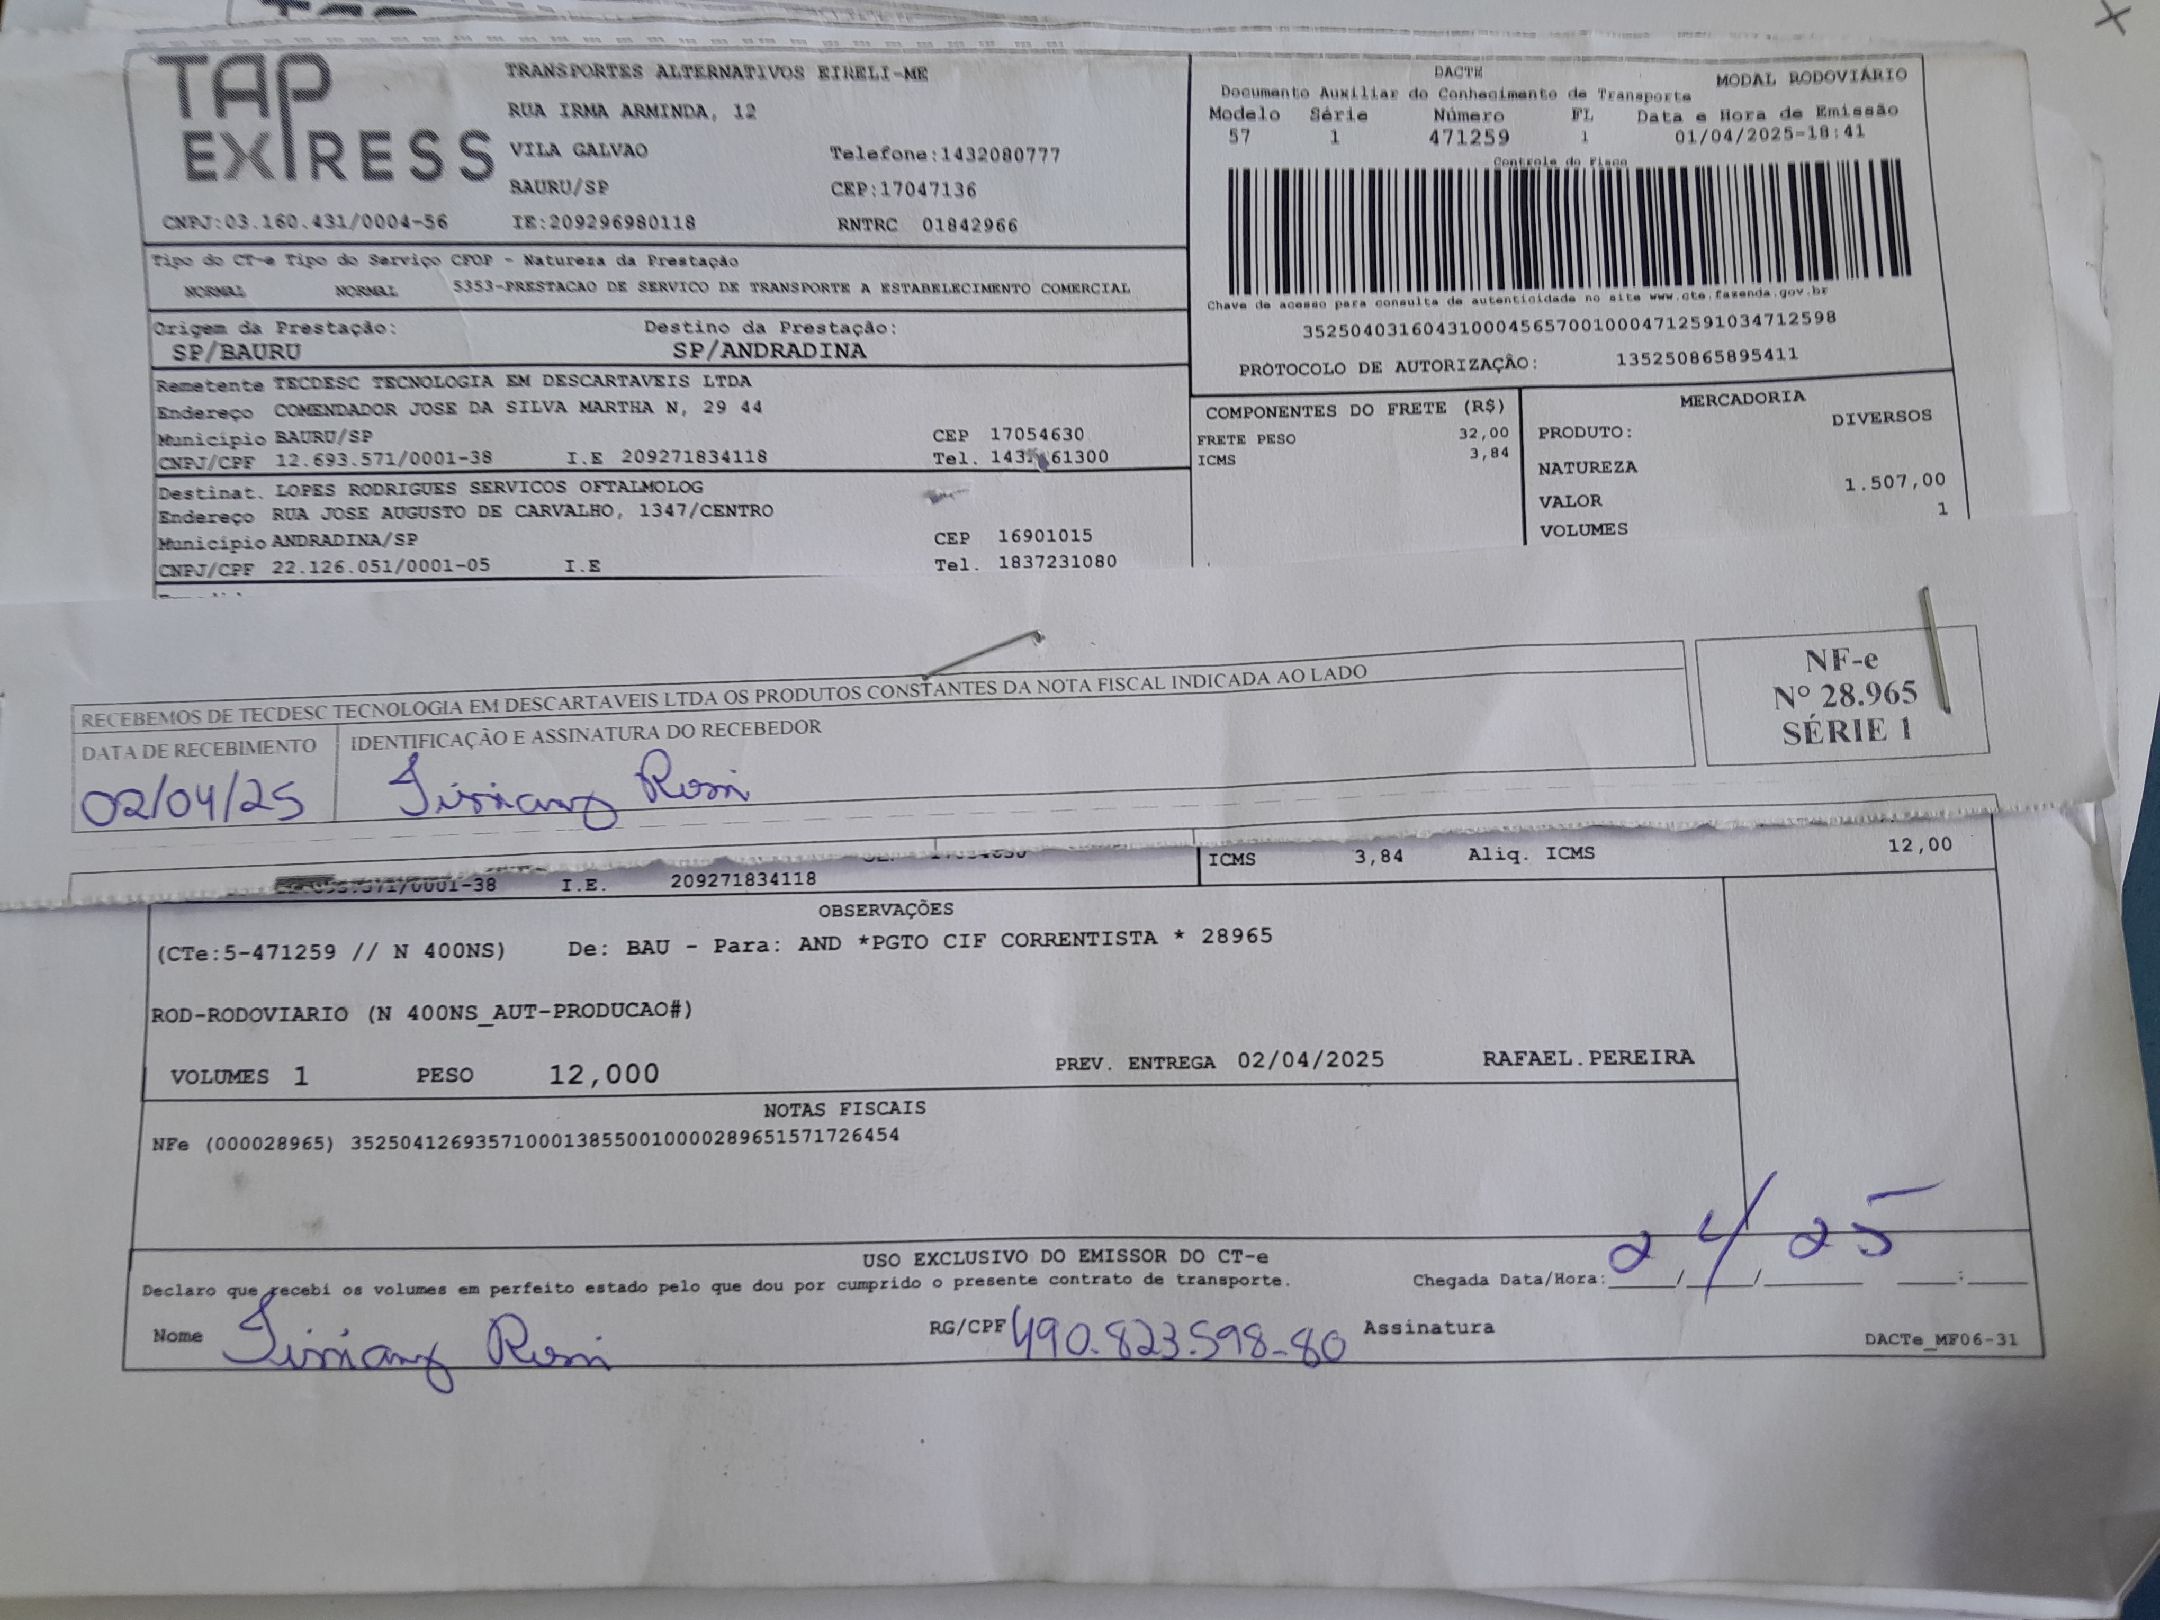 TAP EXPRESS
TRANSPORTES ALTERNATIVOS EIRELI-ME
RUA IRMA ARMINDA, 12
VILA GALVAO Telefone:1432080777
BAURU/SP CEP:17047136
CNPJ:03.160.431/0004-56 IE:209296980118 RNTRC 01842966
DACTE MODAL RODOVIÁRIO
Documento Auxiliar do Conhecimento de Transporte
Modelo Série Número FL Data e Hora de Emissão
57 1 471259 1 01/04/2025-18:41
Controle do Fisco
Chave de acesso para consulta de autenticidade no site www.cte.fazenda.gov.br
35250403160431000456570010004712591034712598
PROTOCOLO DE AUTORIZAÇÃO: 135250865895411
Tipo do CT-e Tipo do Serviço CFOP - Natureza da Prestação
NORMAL NORMAL 5353-PRESTACAO DE SERVICO DE TRANSPORTE A ESTABELECIMENTO COMERCIAL
Origem da Prestação: Destino da Prestação:
SP/BAURU SP/ANDRADINA
Remetente TECDESC TECNOLOGIA EM DESCARTAVEIS LTDA
Endereço COMENDADOR JOSE DA SILVA MARTHA N, 29 44
Município BAURU/SP CEP 17054630
CNPJ/CPF 12.693.571/0001-38 I.E 209271834118 Tel.
Destinat. LOPES RODRIGUES SERVICOS OFTALMOLOG
Endereço RUA JOSE AUGUSTO DE CARVALHO, 1347/CENTRO
Município ANDRADINA/SP CEP 16901015
CNPJ/CPF 22.126.051/0001-05 I.E Tel. 1837231080
COMPONENTES DO FRETE (R$)
FRETE PESO 32,00
ICMS 3,84
MERCADORIA
PRODUTO: DIVERSOS
NATUREZA
VALOR 1.507,00
VOLUMES 1
RECEBEMOS DE TECDESC TECNOLOGIA EM DESCARTAVEIS LTDA OS PRODUTOS CONSTANTES DA NOTA FISCAL INDICADA AO LADO
DATA DE RECEBIMENTO IDENTIFICAÇÃO E ASSINATURA DO RECEBEDOR
02/04/25
NF-e
Nº 28.965
SÉRIE 1
I.E. 209271834118
ICMS 3,84 Aliq. ICMS 12,00
OBSERVAÇÕES
(CTe:5-471259 // N 400NS) De: BAU - Para: AND *PGTO CIF CORRENTISTA * 28965
ROD-RODOVIARIO (N 400NS_AUT-PRODUCAO#)
VOLUMES 1 PESO 12,000 PREV. ENTREGA 02/04/2025 RAFAEL.PEREIRA
NOTAS FISCAIS
NFe (000028965) 35250412693571000138550010000289651571726454
USO EXCLUSIVO DO EMISSOR DO CT-e
Declaro que recebi os volumes em perfeito estado pelo que dou por cumprido o presente contrato de transporte. Chegada Data/Hora: 2/4/25
Nome RG/CPF 490.823.598-80 Assinatura
DACTe_MF06-31